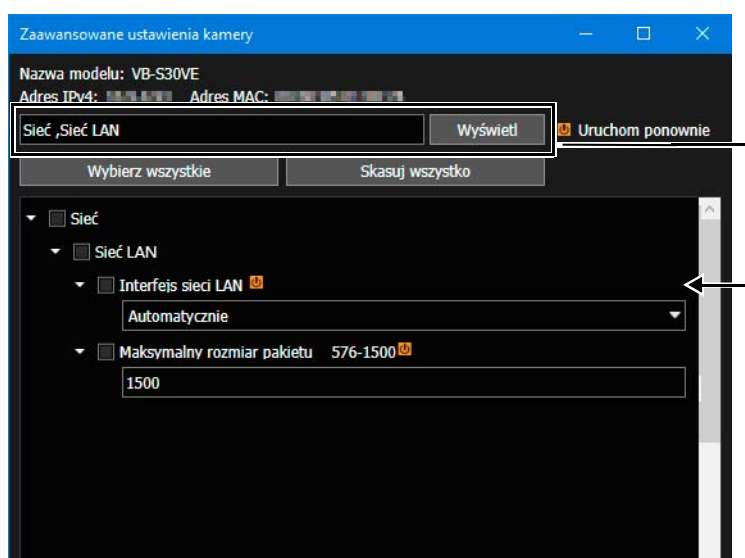 Zaawansowane ustawienia kamery
Nazwa modelu: VB-S30VE
Adres IPv4: Adres MAC:
Sieć ,Sieć LAN Wyświetl Uruchom ponownie
Wybierz wszystkie Skasuj wszystko
Sieć
Sieć LAN
Interfejs sieci LAN
Automatycznie
Maksymalny rozmiar pakietu 576-1500
1500